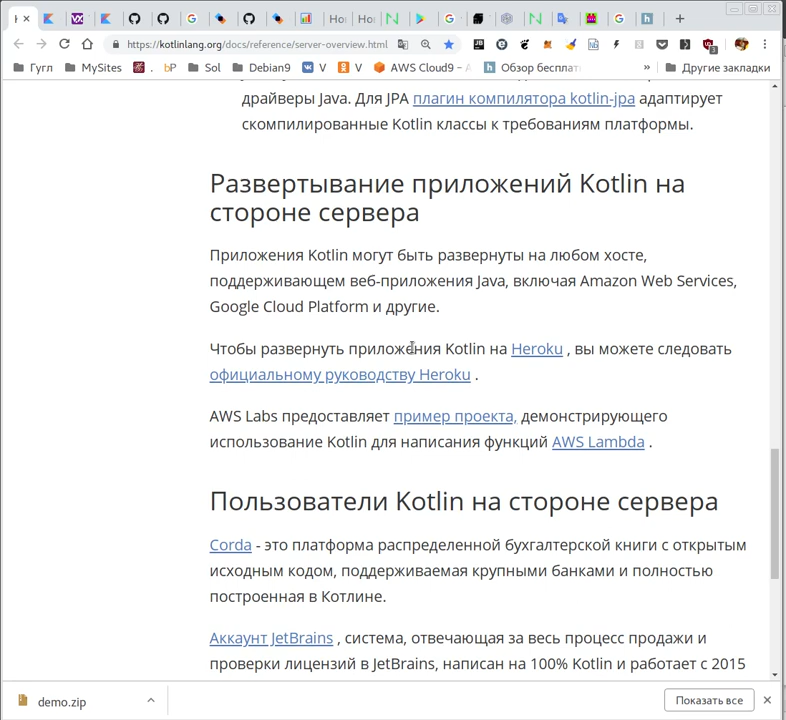 К
Hoi
Hoi
https://kotlinlang.org/docs/reference/server-overview.html
Гугл
MySites
.
bP
Sol
Debian9
V
V
AWS Cloud9 –
Обзор бесплат
»
Другие закладки
драйверы Java. Для JPA плагин компилятора kotlin-jpa адаптирует
скомпилированные Kotlin классы к требованиям платформы.
Развертывание приложений Kotlin на
стороне сервера
Приложения Kotlin могут быть развернуты на любом хосте,
поддерживающем веб-приложения Java, включая Amazon Web Services,
Google Cloud Platform и другие.
Чтобы развернуть приложения Kotlin на Heroku , вы можете следовать
официальному руководству Heroku .
AWS Labs предоставляет пример проекта, демонстрирующего
использование Kotlin для написания функций AWS Lambda .
Пользователи Kotlin на стороне сервера
Corda - это платформа распределенной бухгалтерской книги с открытым
исходным кодом, поддерживаемая крупными банками и полностью
построенная в Котлине.
Аккаунт JetBrains , система, отвечающая за весь процесс продажи и
проверки лицензий в JetBrains, написан на 100% Kotlin и работает с 2015
demo.zip
Показать все